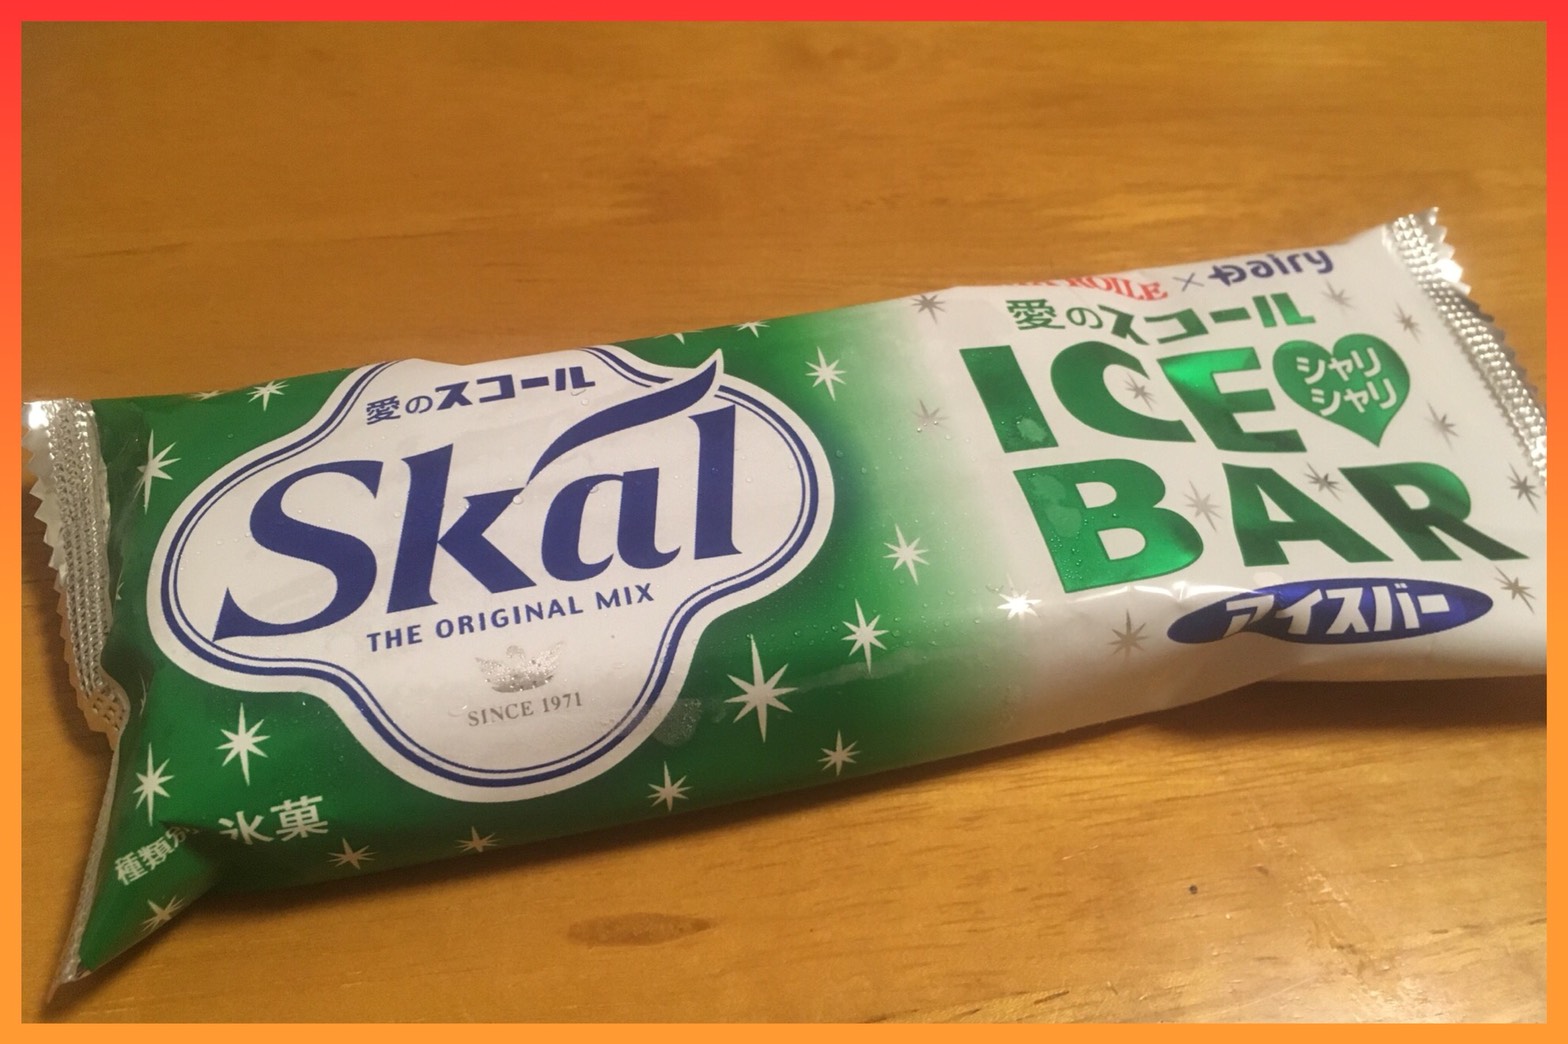 愛のスコール
Skål
THE ORIGINAL MIX
SINCE 1971
氷菓
× Dairy
愛のスコール
ICE
シャリ
シャリ
BAR
アイスバー